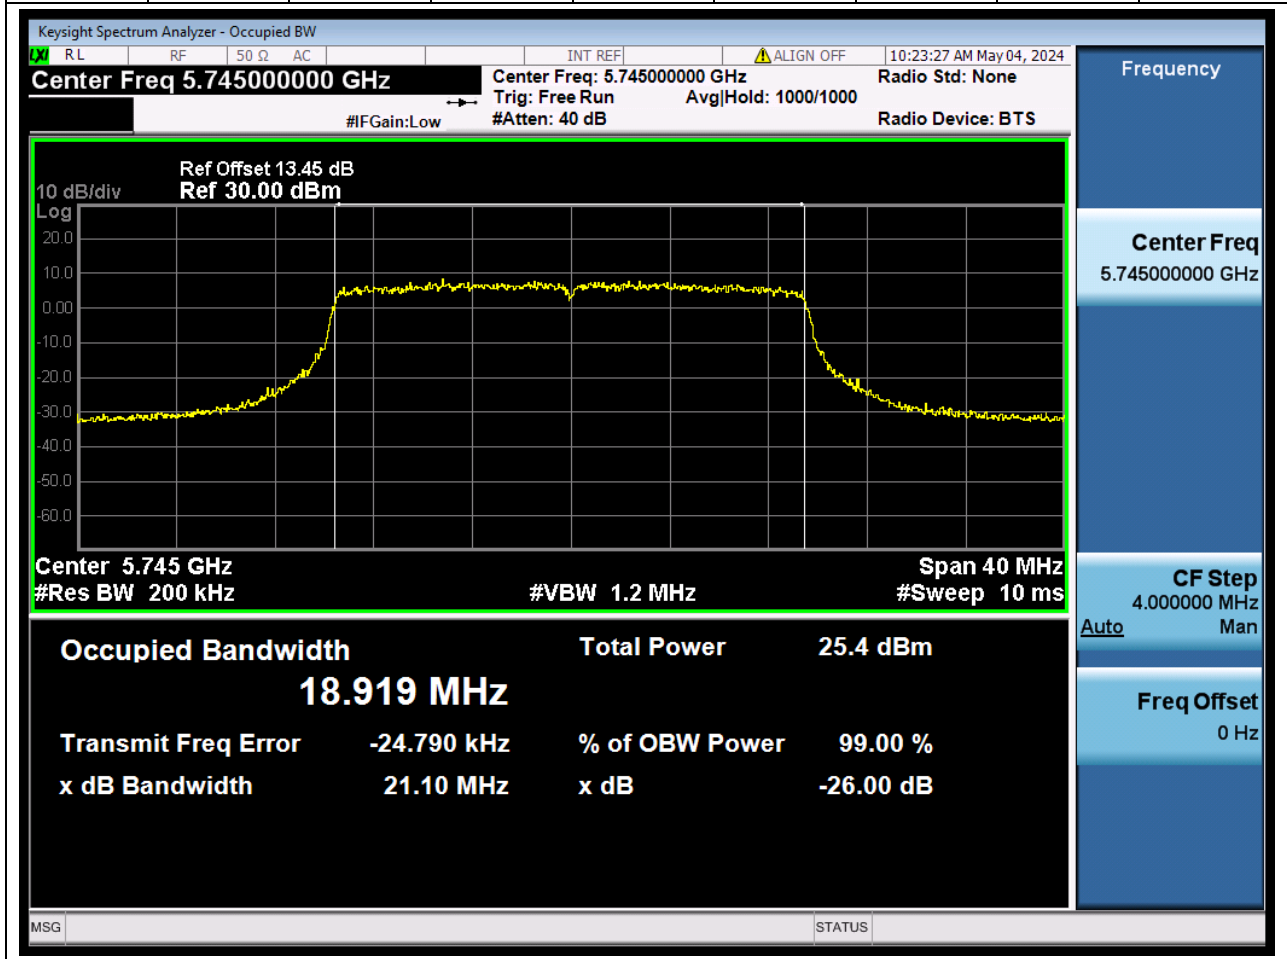 Keysight Spectrum Analyzer - Occupied BW
LXI RL RF 50 Ω AC INT REF ALIGN OFF 10:23:27 AM May 04, 2024
Center Freq 5.745000000 GHz
Center Freq: 5.745000000 GHz
Radio Std: None
Trig: Free Run Avg|Hold: 1000/1000
#IFGain:Low
#Atten: 40 dB
Radio Device: BTS
Ref Offset 13.45 dB
10 dB/div Ref 30.00 dBm
Log
20.0
10.0
0.00
-10.0
-20.0
-30.0
-40.0
-50.0
-60.0
Center 5.745 GHz
Span 40 MHz
#Res BW 200 kHz
#VBW 1.2 MHz
#Sweep 10 ms
Occupied Bandwidth
Total Power 25.4 dBm
18.919 MHz
Transmit Freq Error -24.790 kHz
% of OBW Power 99.00 %
x dB Bandwidth 21.10 MHz
x dB -26.00 dB
MSG
STATUS
Frequency
Center Freq
5.745000000 GHz
CF Step
4.000000 MHz
Auto Man
Freq Offset
0 Hz